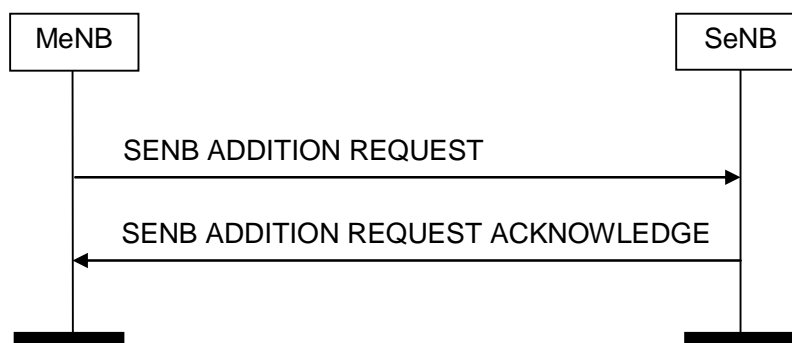 MeNB
SeNB
SENB ADDITION REQUEST
SENB ADDITION REQUEST ACKNOWLEDGE